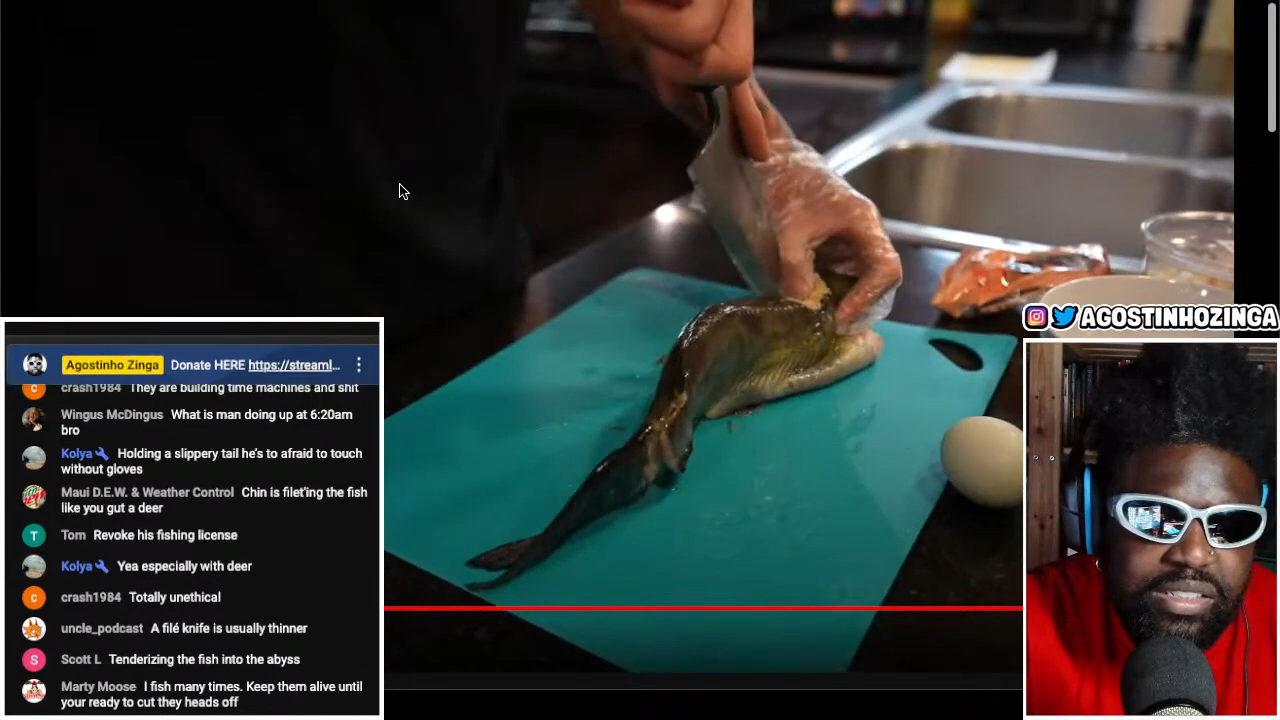 AGOSTINHOZINGA
Agostinho Zinga Donate HERE https://streaml...
crash1984 They are building time machines and shit
Wingus McDingus What is man doing up at 6:20am
bro
Kolya Holding a slippery tail he's to afraid to touch
without gloves
Maui D.E.W. & Weather Control Chin is filet'ing the fish
like you gut a deer
T Tom Revoke his fishing license
Kolya Yea especially with deer
c crash1984 Totally unethical
uncle_podcast A filé knife is usually thinner
S Scott L Tenderizing the fish into the abyss
Marty Moose I fish many times. Keep them alive until
your ready to cut they heads off